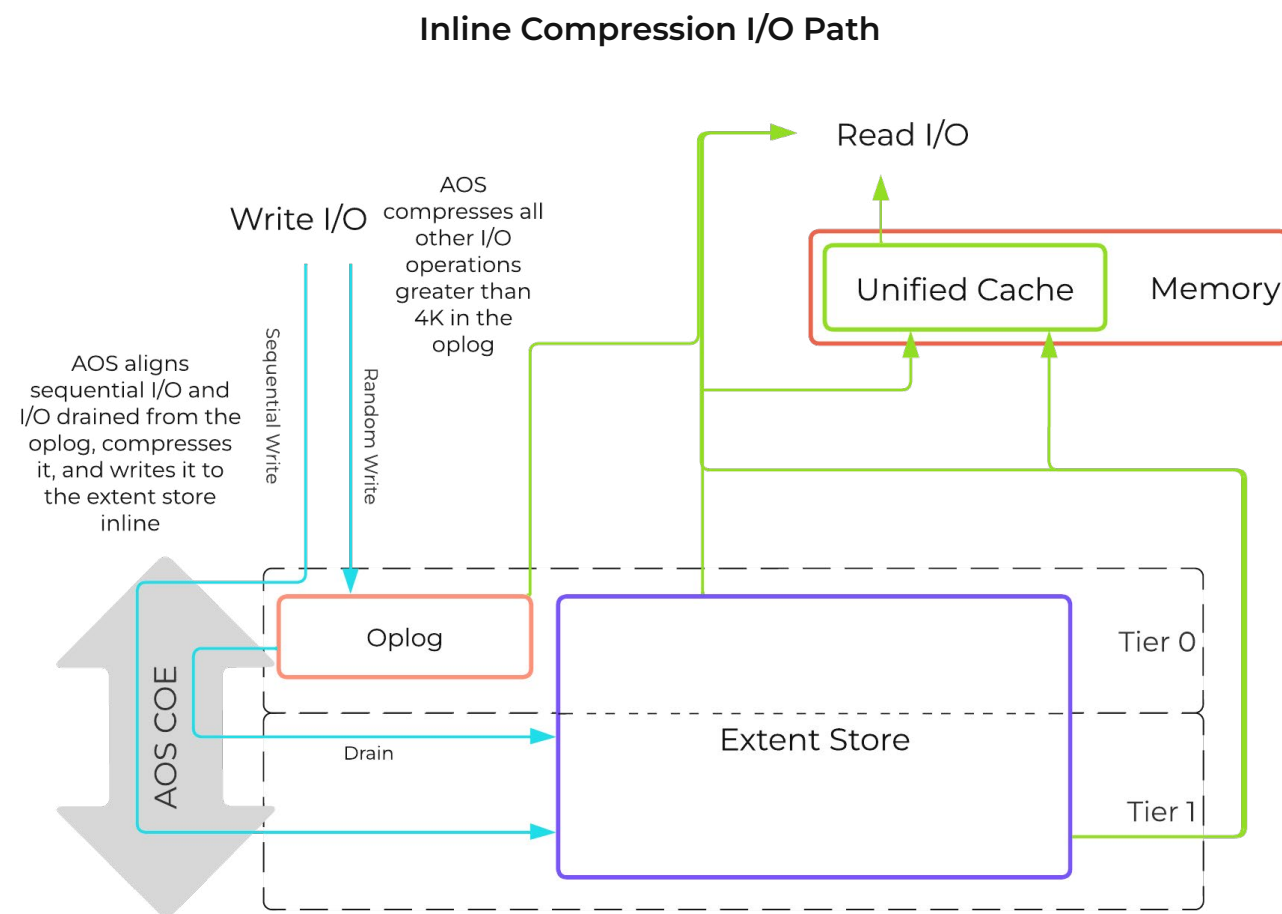 Inline Compression I/O Path
Read I/O
Write I/O
AOS
compresses all
other I/O
operations
greater than
4K in the
oplog
Unified Cache
Memory
Sequential Write
Random Write
AOS aligns
sequential I/O and
I/O drained from the
oplog, compresses
it, and writes it to
the extent store
inline
Oplog
Tier 0
AOS COE
Drain
Extent Store
Tier 1